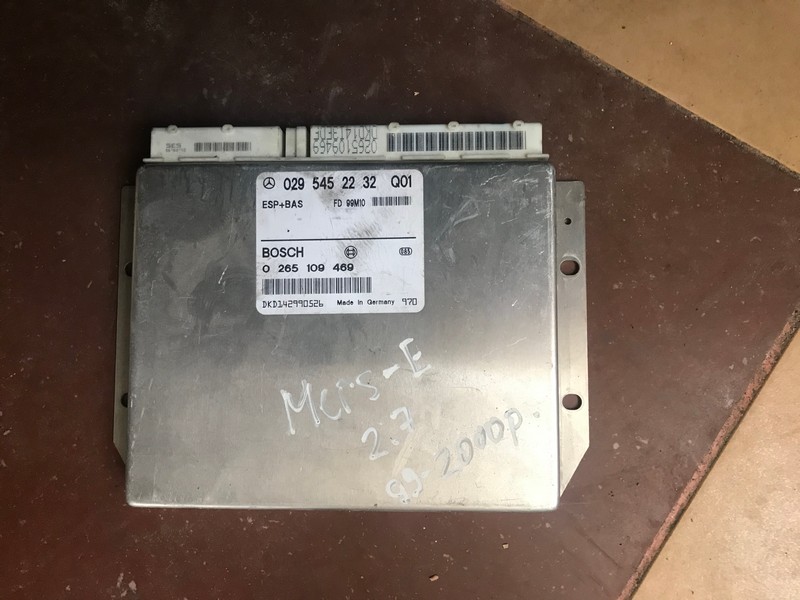 0265109469
DKD1413FDF
029 545 22 32 Q01
ESP+BAS FD 99M10
BOSCH
0 265 109 469
DKD142990526 Made in Germany 970
Mers-E
2.7
99-2000р.